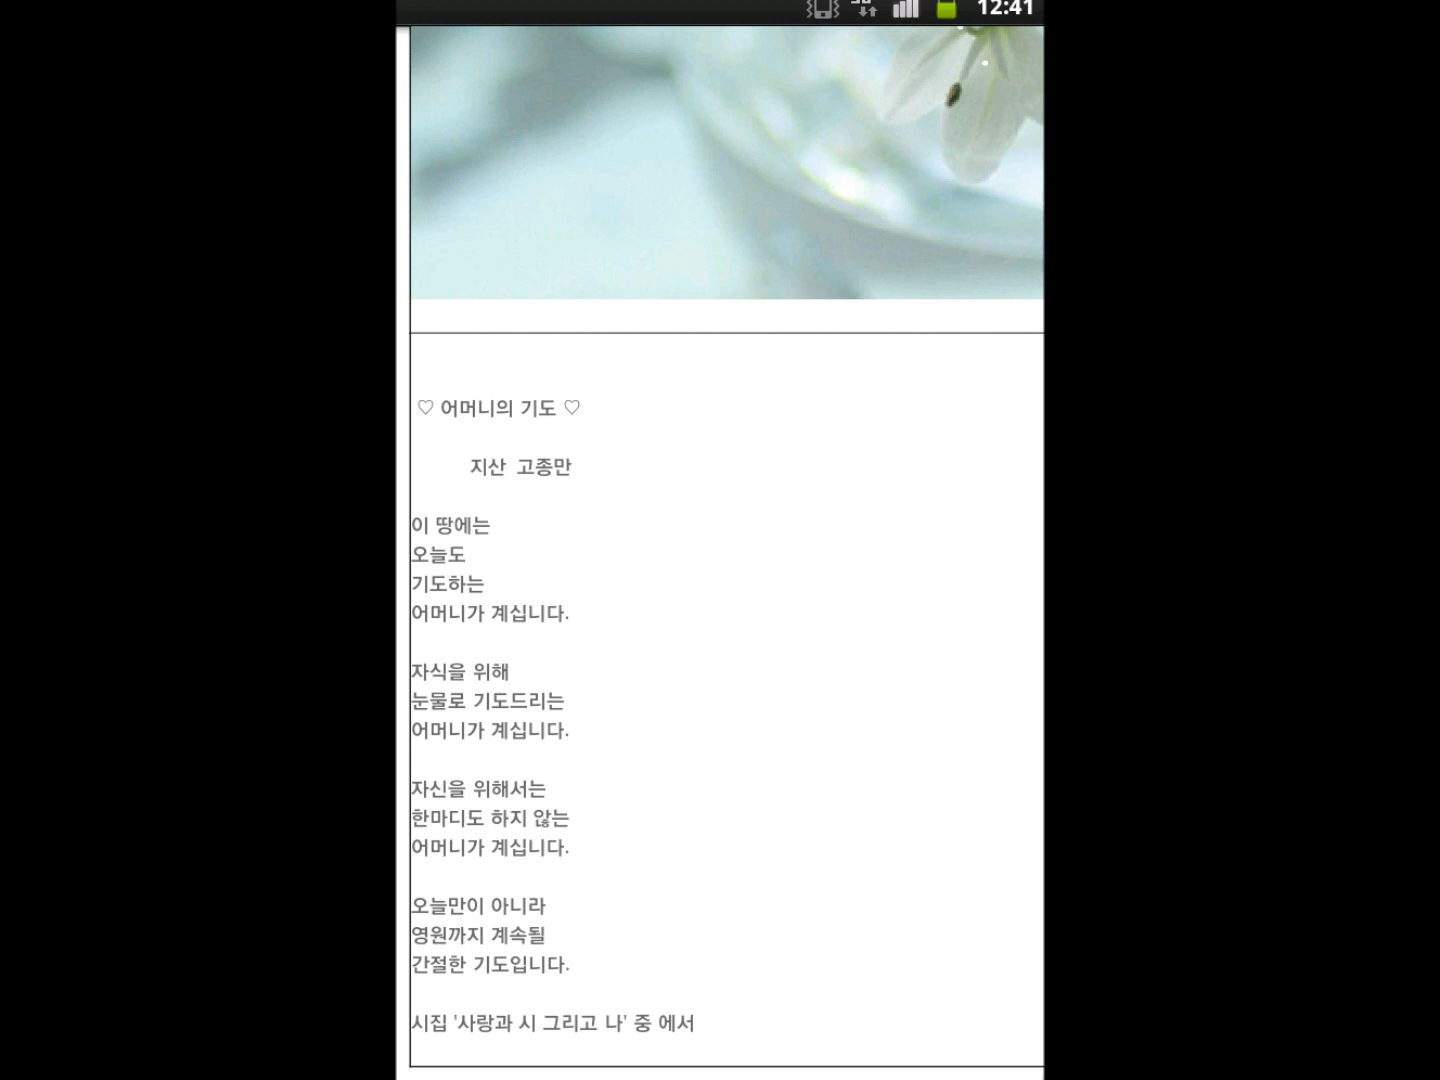 12:41
♡ 어머니의 기도 ♡
지산 고종만
이 땅에는
오늘도
기도하는
어머니가 계십니다.
자식을 위해
눈물로 기도드리는
어머니가 계십니다.
자신을 위해서는
한마디도 하지 않는
어머니가 계십니다.
오늘만이 아니라
영원까지 계속될
간절한 기도입니다.
시집 '사랑과 시 그리고 나' 중 에서